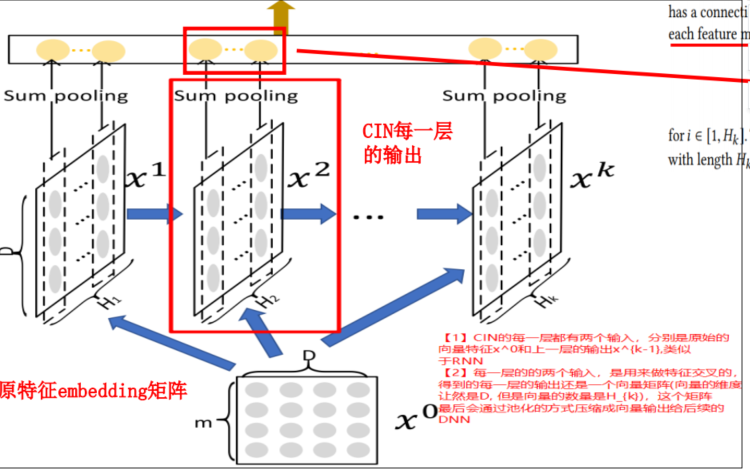 has a connecti
each feature m
...
Sum pooling
Sum pooling
Sum pooling
CIN每一层
的输出
for i ∈ [1, H_k].
with length H_k
x^1
x^2
...
x^k
D
H_1
H_2
H_k
【1】CIN的每一层都有两个输入，分别是原始的
向量特征x^0和上一层的输出x^{k-1},类似
于RNN
【2】每一层的的两个输入，是用来做特征交叉的，
得到的每一层的输出还是一个向量矩阵(向量的维度
让然是D, 但是向量的数量是H_{k})，这个矩阵
最后会通过池化的方式压缩成向量输出给后续的
DNN
D
原特征embedding矩阵
m
x^0